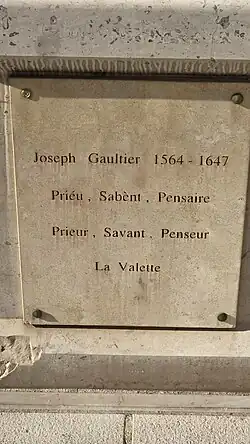 Joseph Gaultier 1564 - 1647
Priéu , Sabènt , Pensaire
Prieur , Savant , Penseur
La Valette